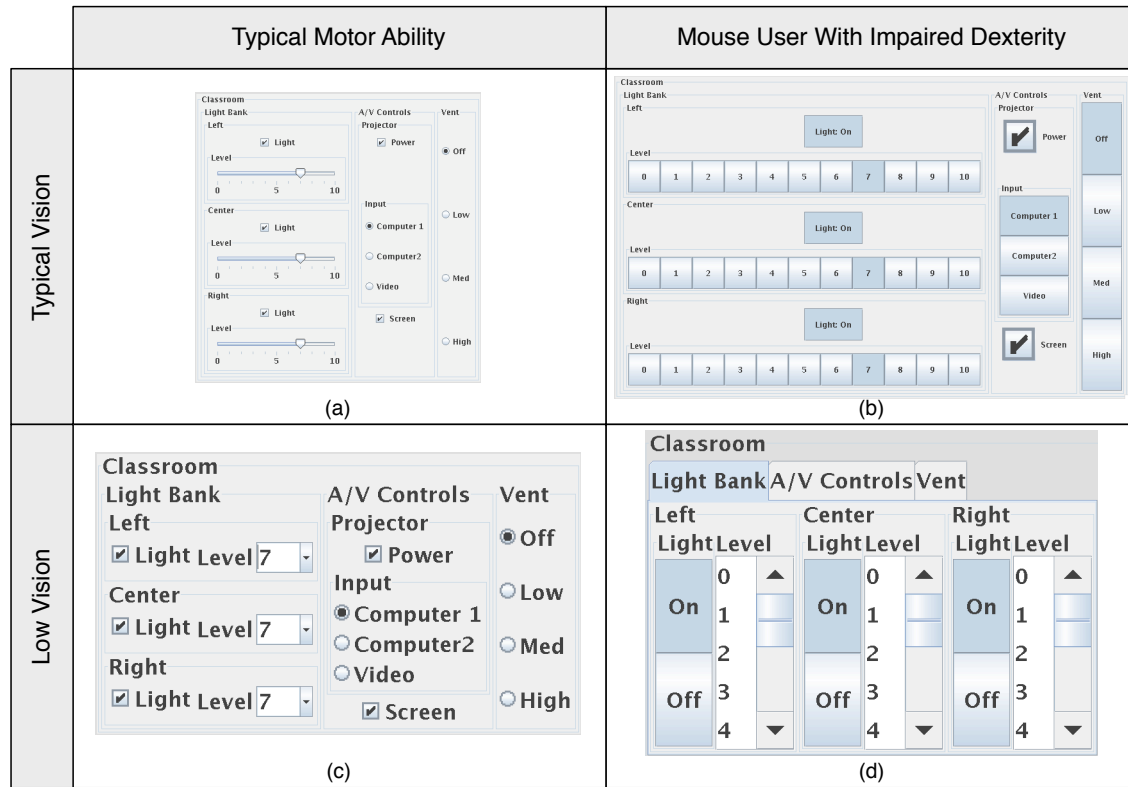 Typical Motor Ability
Mouse User With Impaired Dexterity
Typical Vision
Classroom
Light Bank
A/V Controls
Vent
Left
Projector
Light
Power
Off
Level
0 5 10
Input
Center
Computer 1
Low
Light
Level
Computer2
0 5 10
Video
Med
Right
Light
Screen
Level
High
0 5 10
(a)
Classroom
Light Bank
A/V Controls
Vent
Left
Projector
Light: On
Power
Off
Level
0 1 2 3 4 5 6 7 8 9 10
Input
Center
Computer 1
Low
Light: On
Level
Computer2
0 1 2 3 4 5 6 7 8 9 10
Med
Video
Right
Light: On
Screen
Level
High
0 1 2 3 4 5 6 7 8 9 10
(b)
Low Vision
Classroom
Light Bank
A/V Controls
Vent
Left
Projector
Off
Light Level 7
Power
Input
Center
Computer 1
Low
Light Level 7
Computer2
Med
Right
Video
Light Level 7
Screen
High
(c)
Classroom
Light Bank A/V Controls Vent
Left Center Right
Light Level Light Level Light Level
0 0 0
On 1 On 1 On 1
2 2 2
Off 3 Off 3 Off 3
4 4 4
(d)